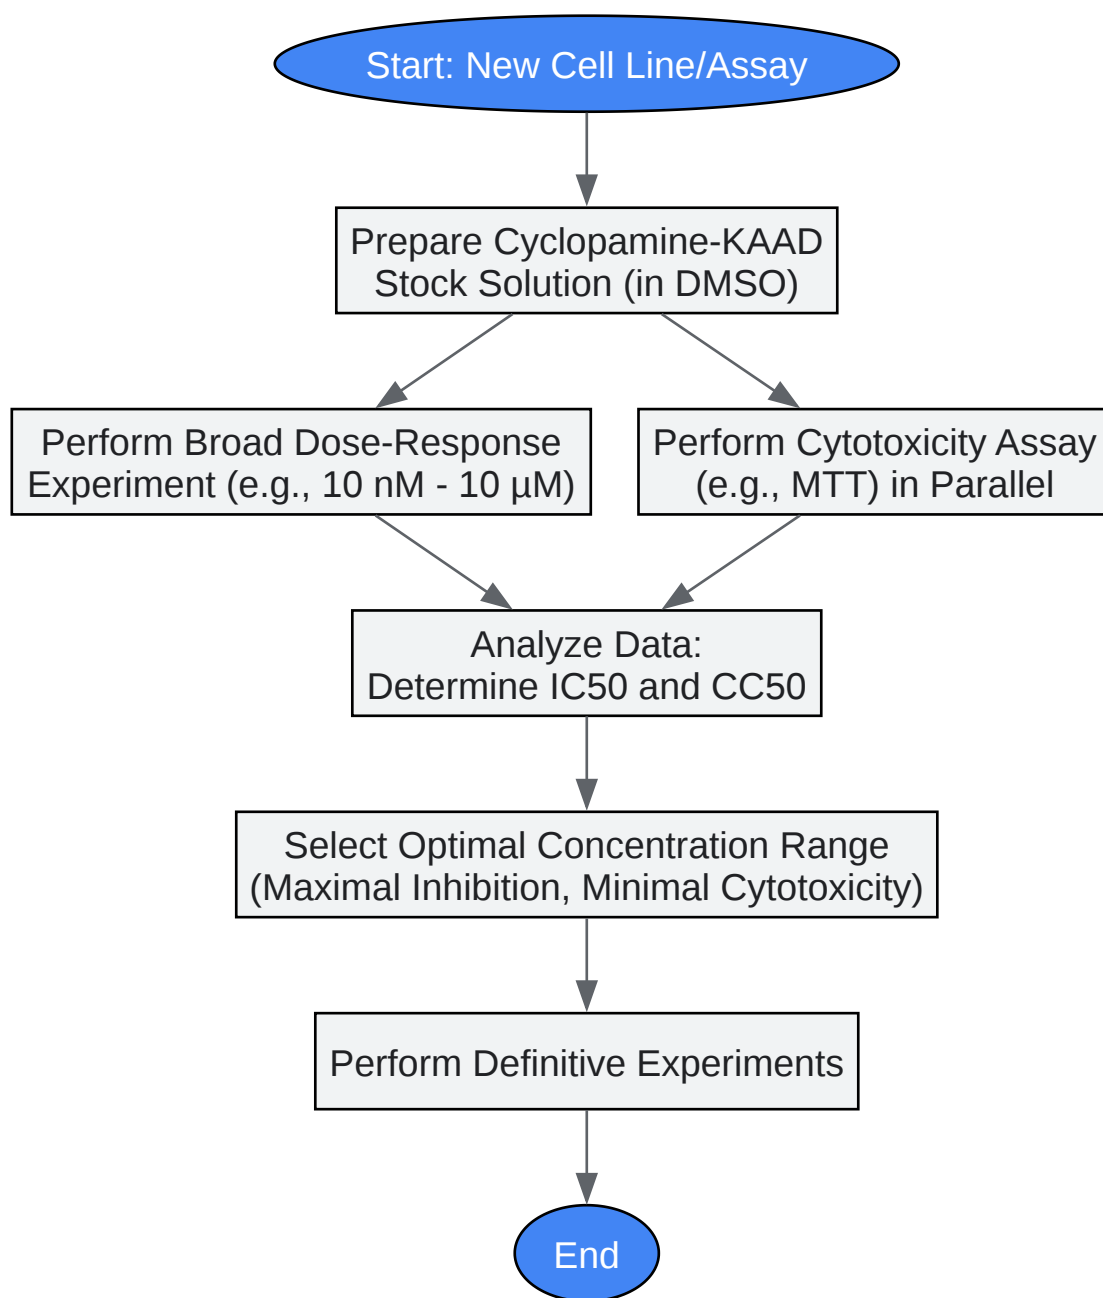 Start: New Cell Line/Assay
Prepare Cyclopamine-KAAD
Stock Solution (in DMSO)
Perform Broad Dose-Response
Experiment (e.g., 10 nM - 10 µM)
Perform Cytotoxicity Assay
(e.g., MTT) in Parallel
Analyze Data:
Determine IC50 and CC50
Select Optimal Concentration Range
(Maximal Inhibition, Minimal Cytotoxicity)
Perform Definitive Experiments
End